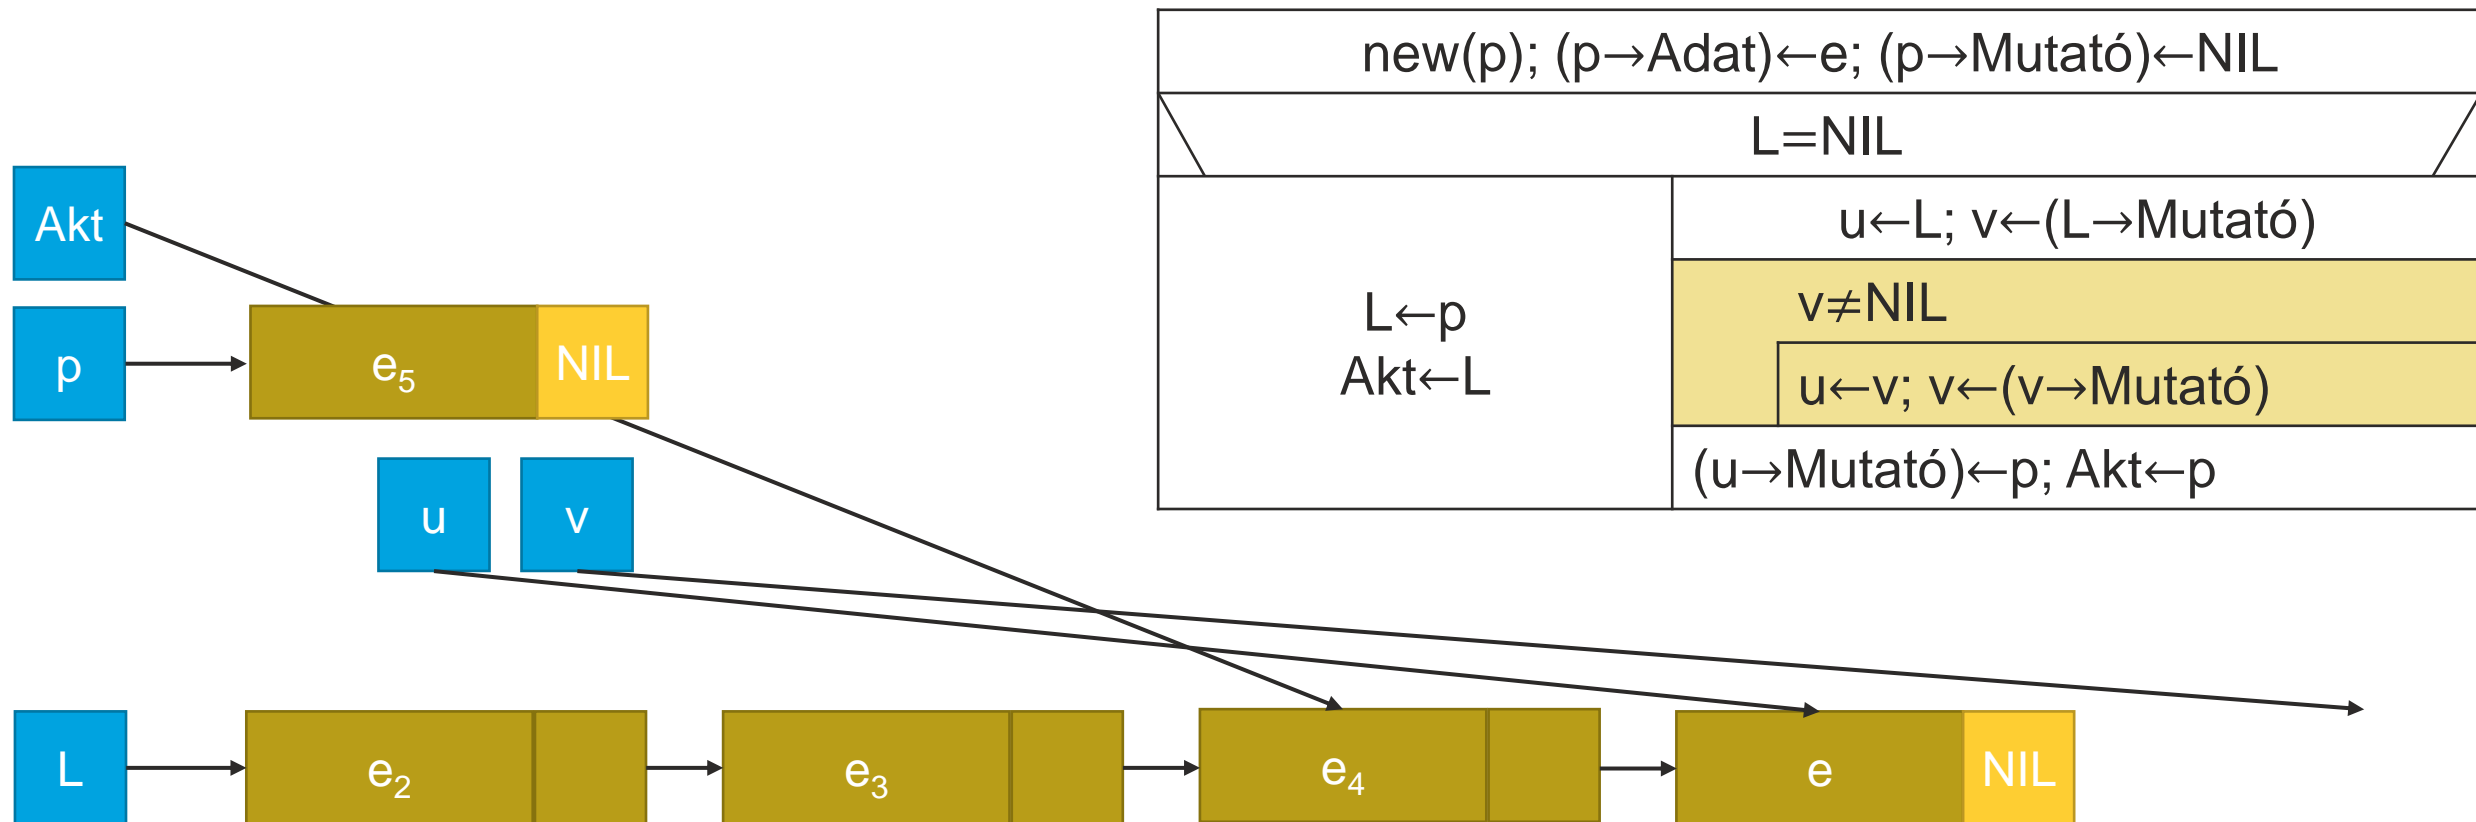 new(p); (p→Adat)←e; (p→Mutató)←NIL
L=NIL
u←L; v←(L→Mutató)
v≠NIL
u←v; v←(v→Mutató)
(u→Mutató)←p; Akt←p
L←p
Akt←L
Akt
p
e₅ NIL
u v
L e₂ e₃ e₄ e NIL